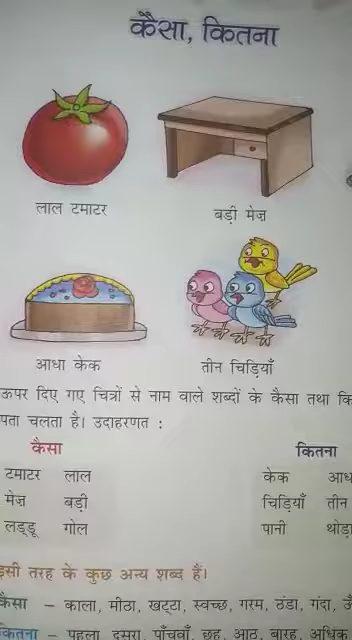 कैसा, कितना
लाल टमाटर
बड़ी मेज़
आधा केक
तीन चिड़ियाँ
ऊपर दिए गए चित्रों से नाम वाले शब्दों के कैसा तथा कि
पता चलता है। उदाहरणत :
कैसा
टमाटर लाल
मेज़ बड़ी
लड्डू गोल
कितना
केक आध
चिड़ियाँ तीन
पानी थोड़
इसी तरह के कुछ अन्य शब्द हैं।
कैसा – काला, मीठा, खट्टा, स्वच्छ, गरम, ठंडा, गंदा,
कितना – पहला, दूसरा, पाँचवाँ, छह, आठ, बारह, अधिक